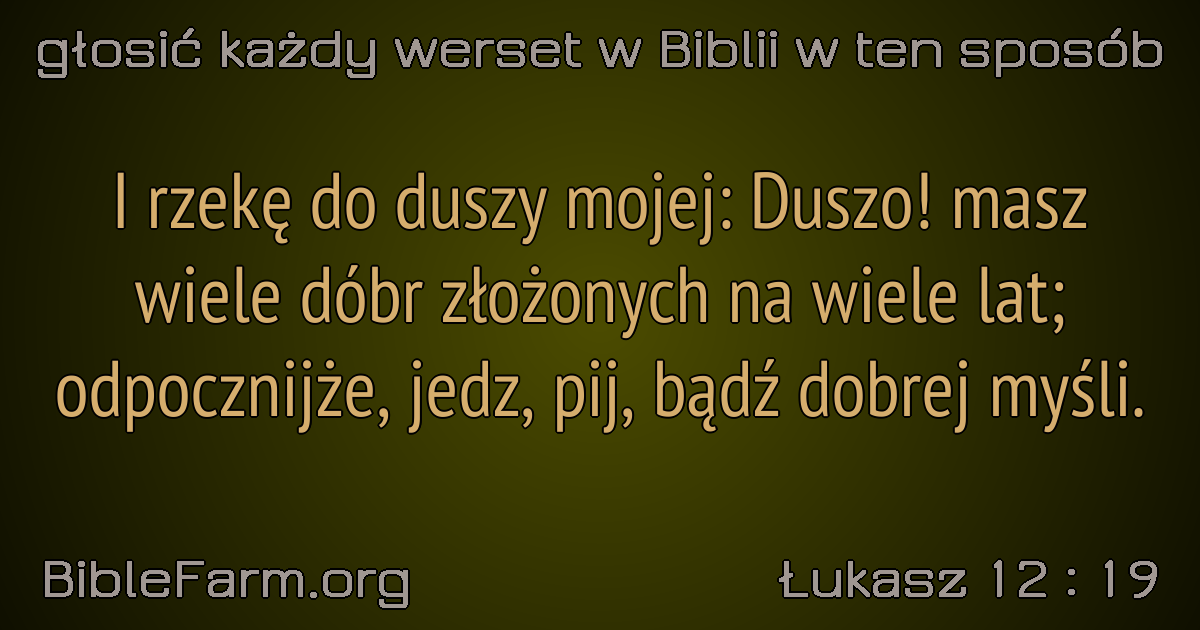 głosić każdy werset w Biblii w ten sposób
I rzekę do duszy mojej: Duszo! masz
wiele dóbr złożonych na wiele lat;
odpocznijże, jedz, pij, bądź dobrej myśli.
BibleFarm.org
Łukasz 12 : 19